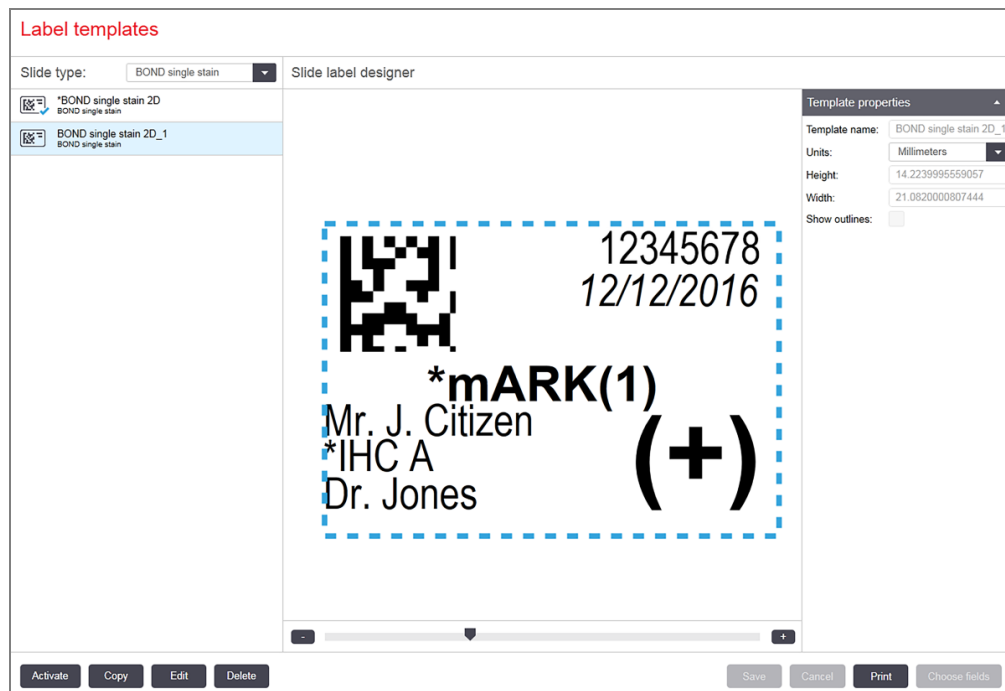 Label templates
Slide type:
BOND single stain
Slide label designer
*BOND single stain 2D
BOND single stain
BOND single stain 2D_1
BOND single stain
12345678
12/12/2016
*mARK(1)
Mr. J. Citizen
*IHC A
Dr. Jones
(+)
Template properties
Template name: BOND single stain 2D_1
Units: Millimeters
Height: 14.2239995559057
Width: 21.0820000807444
Show outlines:
- +
Activate Copy Edit Delete Save Cancel Print Choose fields